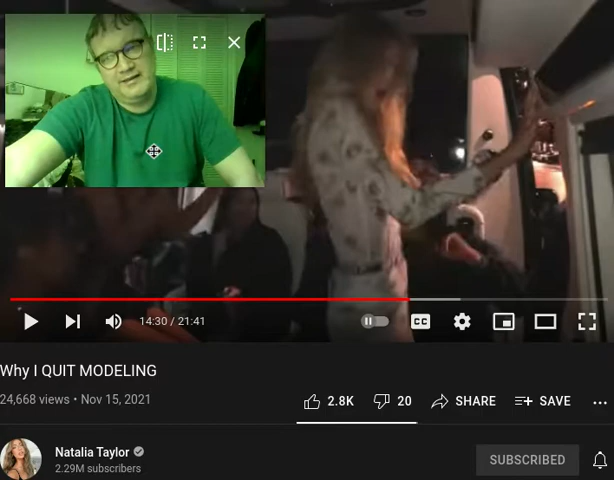 14:30 / 21:41
CC
Why I QUIT MODELING
24,668 views • Nov 15, 2021
2.8K 20 SHARE SAVE
Natalia Taylor
2.29M subscribers
SUBSCRIBED